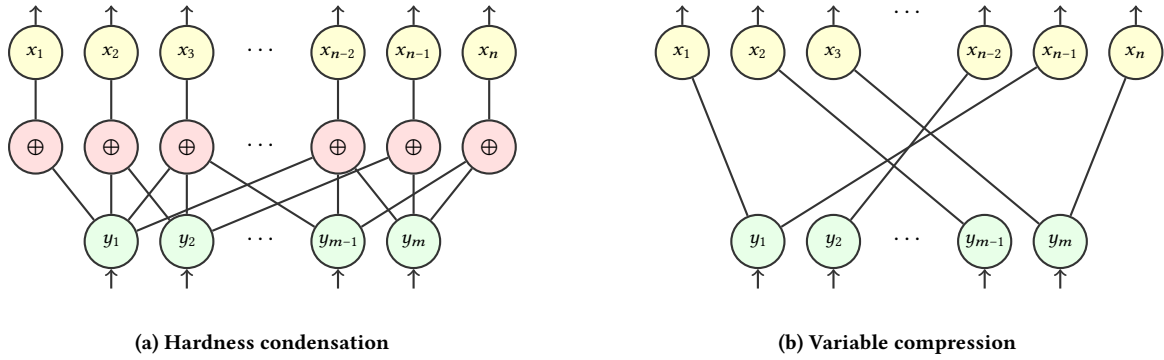 x₁ x₂ x₃ ··· xₙ₋₂ xₙ₋₁ xₙ
⊕ ⊕ ⊕ ··· ⊕ ⊕ ⊕
y₁ y₂ ··· yₘ₋₁ yₘ
(a) Hardness condensation
···
x₁ x₂ x₃ xₙ₋₂ xₙ₋₁ xₙ
y₁ y₂ ··· yₘ₋₁ yₘ
(b) Variable compression